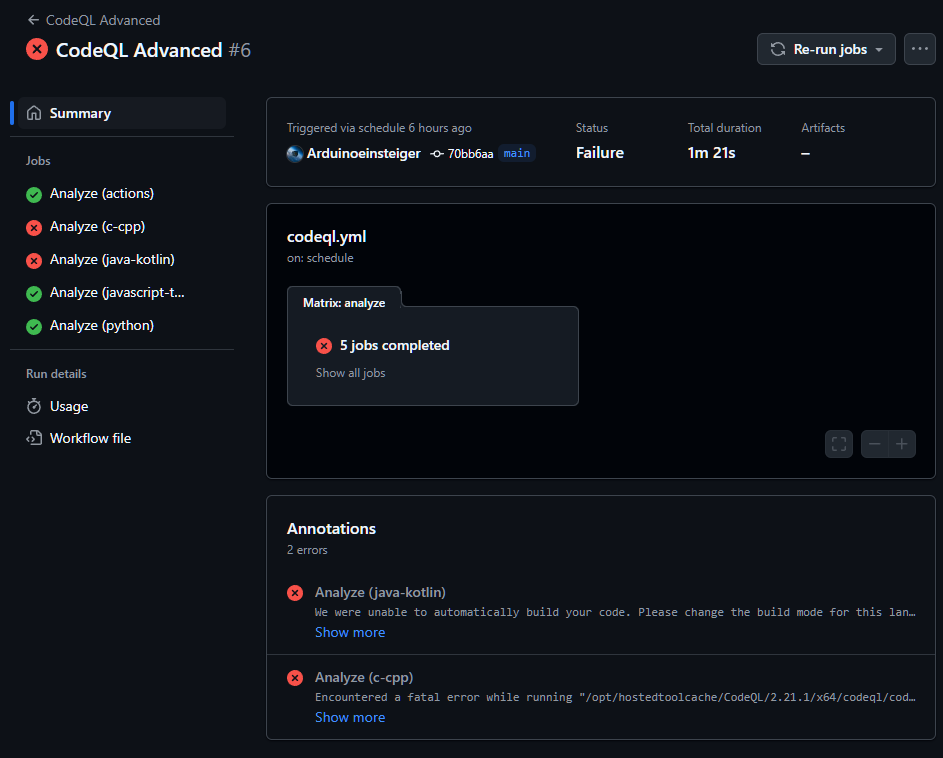 CodeQL Advanced
CodeQL Advanced #6
Re-run jobs
Summary
Jobs
Analyze (actions)
Analyze (c-cpp)
Analyze (java-kotlin)
Analyze (javascript-t...
Analyze (python)
Run details
Usage
Workflow file
Triggered via schedule 6 hours ago
Arduinoeinsteiger 70bb6aa main
Status
Failure
Total duration
1m 21s
Artifacts
–
codeql.yml
on: schedule
Matrix: analyze
5 jobs completed
Show all jobs
Annotations
2 errors
Analyze (java-kotlin)
We were unable to automatically build your code. Please change the build mode for this lan…
Show more
Analyze (c-cpp)
Encountered a fatal error while running "/opt/hostedtoolcache/CodeQL/2.21.1/x64/codeql/cod…
Show more